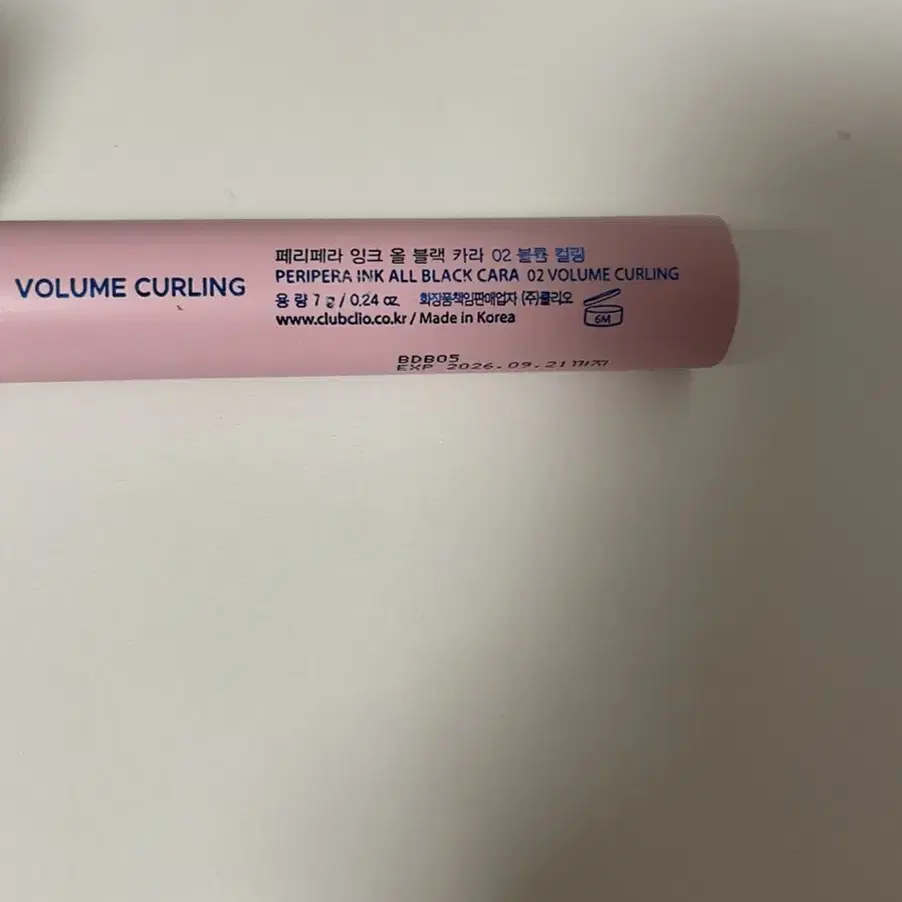 VOLUME CURLING
페리페라 잉크 올 블랙 카라 02 볼륨 컬링
PERIPERA INK ALL BLACK CARA 02 VOLUME CURLING
용 량 7 g / 0.24 oz 화장품책임판매업자 (주)클리오
www.clubclio.co.kr / Made in Korea
6M
BDB05
EXP 2026.09.21 까지